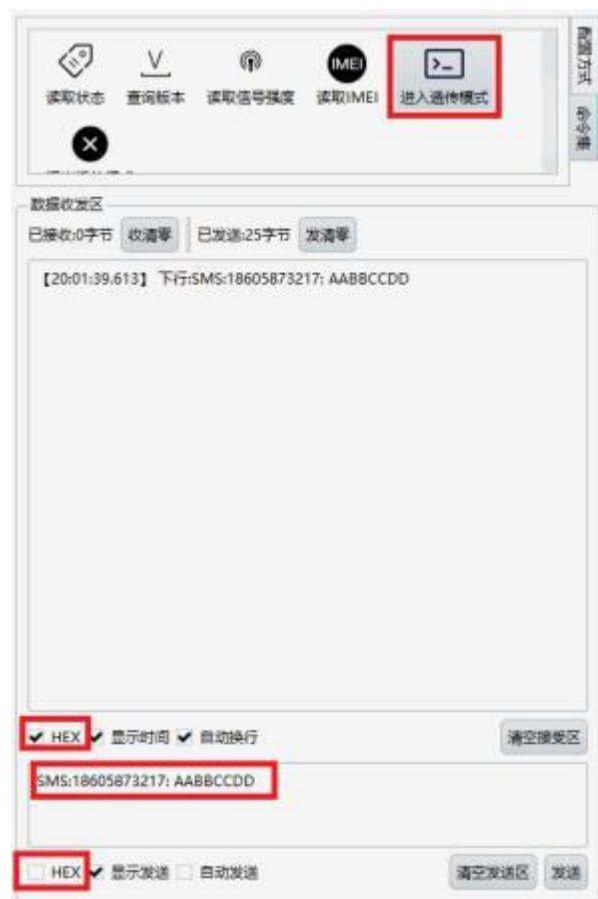 配置方式
命令集
V
IMEI
>_
读取状态 查询版本 读取信号强度 读取IMEI 进入透传模式
数据收发区
已接收:0字节 收清零 已发送:25字节 发清零
【20:01:39.613】 下行:SMS:18605873217: AABBCCDD
HEX 显示时间 自动换行 清空接受区
SMS:18605873217: AABBCCDD
HEX 显示发送 自动发送 清空发送区 发送